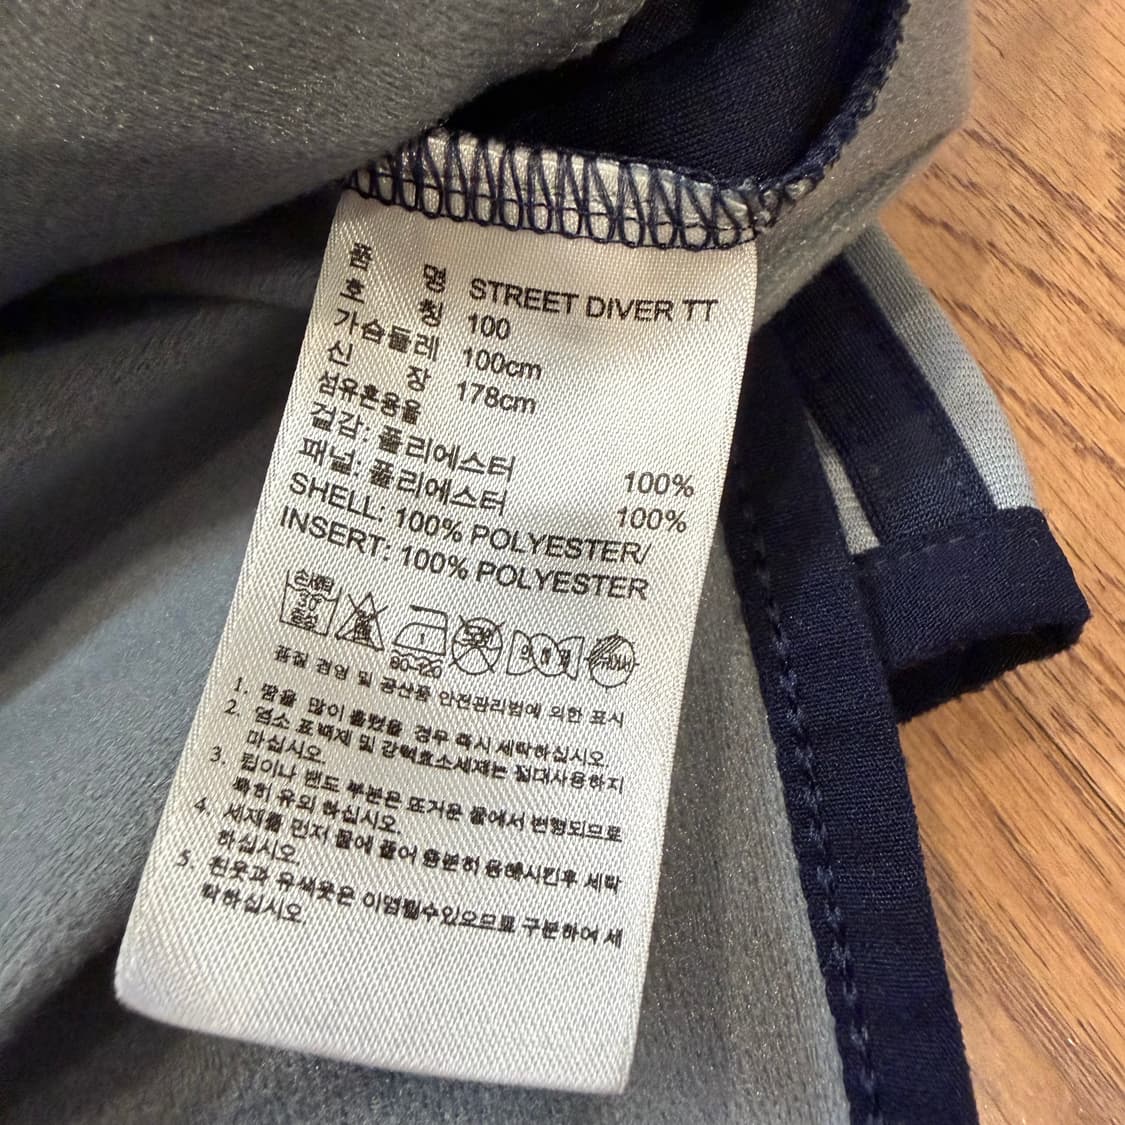 품 명 STREET DIVER TT
호 칭 100
가슴둘레 100cm
신 장 178cm
섬유혼용율
겉감: 폴리에스터 100%
패널: 폴리에스터 100%
SHELL: 100% POLYESTER/
INSERT: 100% POLYESTER
손세탁
80-120
품질 경영 및 공산품 안전관리법에 의한 표시
1. 땀을 많이 흘렸을 경우 즉시 세탁하십시오.
2. 염소 표백제 및 강력효소세제는 절대사용하지
마십시오.
3. 립이나 밴드 부분은 뜨거운 물에서 변형되므로
특히 유의 하십시오.
4. 세제를 먼저 물에 풀어 충분히 용해시킨후 세탁
하십시오.
5. 흰옷과 유색옷은 이염될수있으므로 구분하여 세
탁하십시오